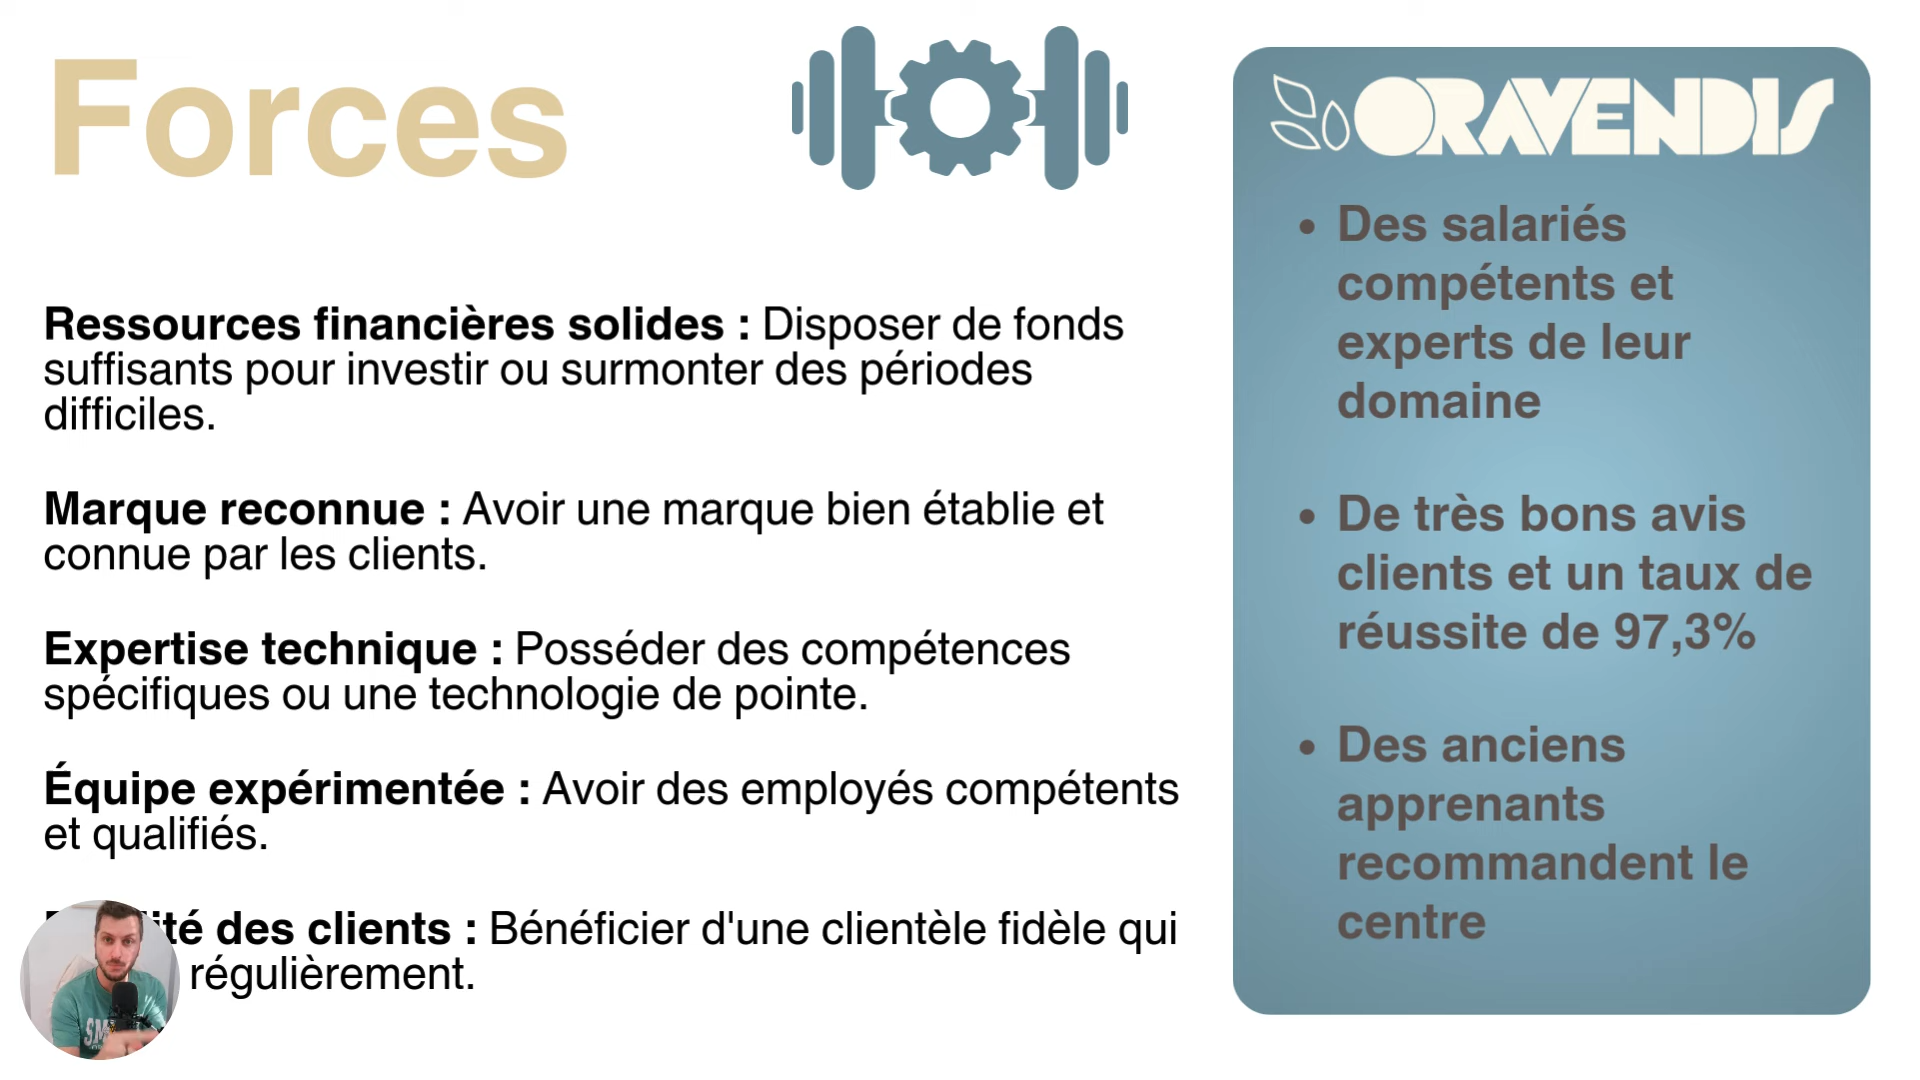 Forces
Ressources financières solides : Disposer de fonds
suffisants pour investir ou surmonter des périodes
difficiles.
Marque reconnue : Avoir une marque bien établie et
connue par les clients.
Expertise technique : Posséder des compétences
spécifiques ou une technologie de pointe.
Équipe expérimentée : Avoir des employés compétents
et qualifiés.
des clients : Bénéficier d'une clientèle fidèle qui
régulièrement.
ORAVENDIS
• Des salariés
compétents et
experts de leur
domaine
• De très bons avis
clients et un taux de
réussite de 97,3%
• Des anciens
apprenants
recommandent le
centre